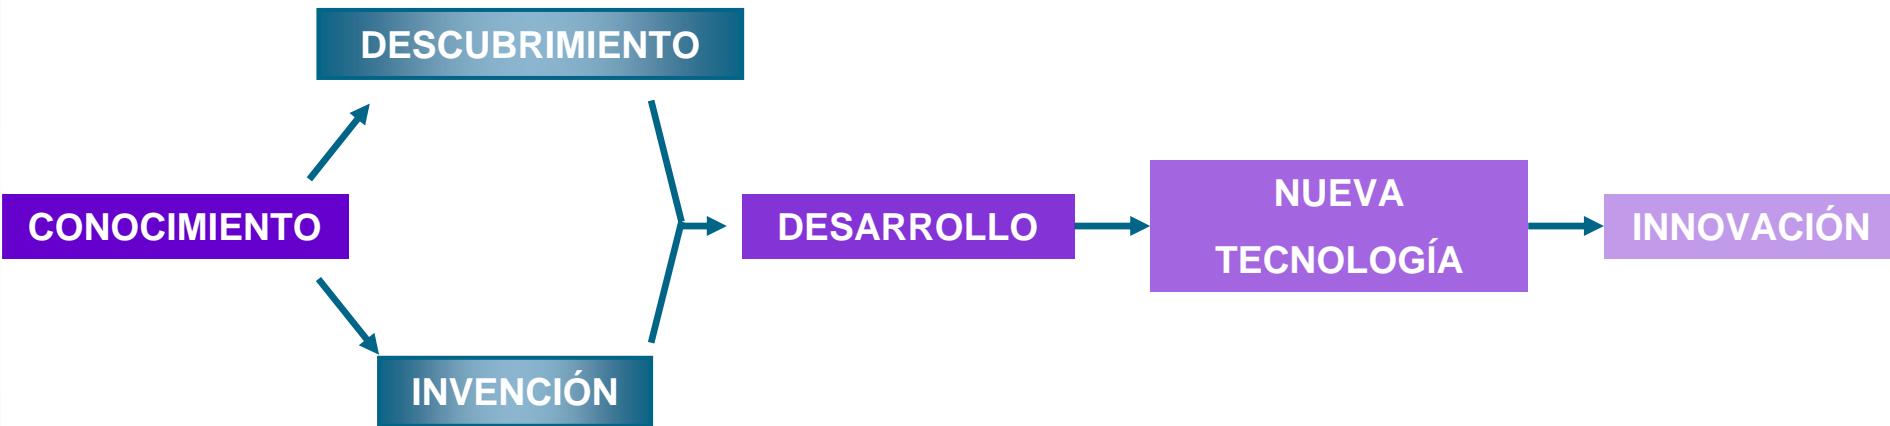 DESCUBRIMIENTO
CONOCIMIENTO
DESARROLLO
NUEVA
TECNOLOGÍA
INNOVACIÓN
INVENCIÓN